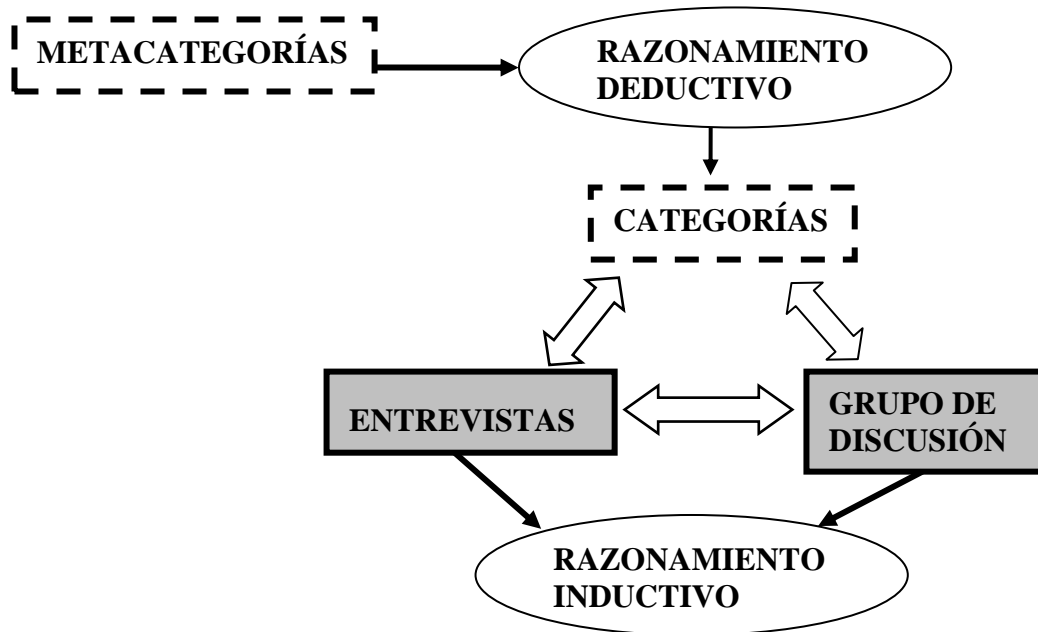 METACATEGORÍAS
RAZONAMIENTO
DEDUCTIVO
CATEGORÍAS
ENTREVISTAS
GRUPO DE
DISCUSIÓN
RAZONAMIENTO
INDUCTIVO